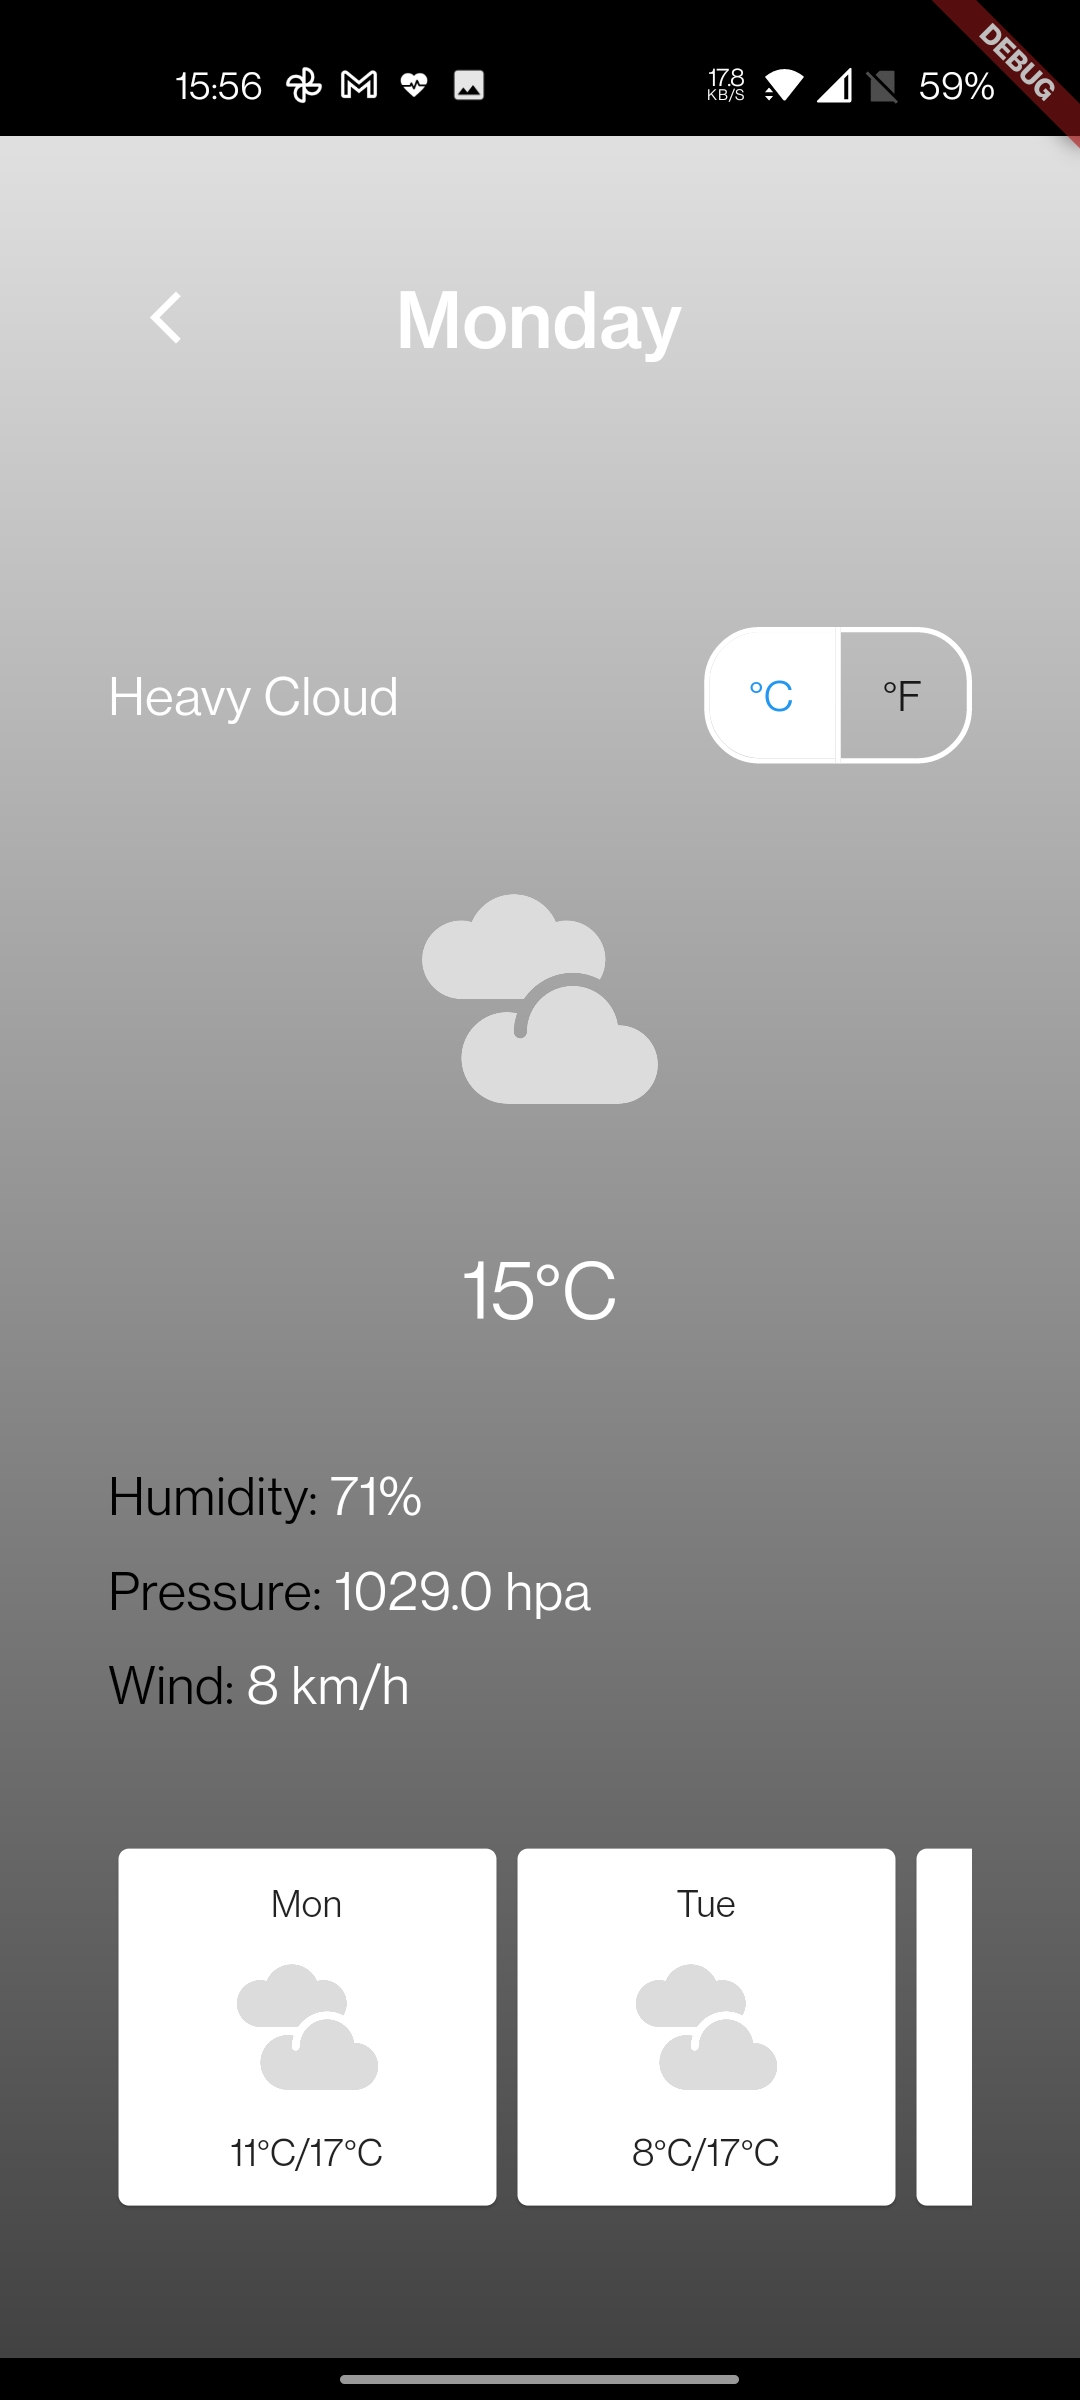 15:56
17.8
KB/S
59%
DEBUG
Monday
Heavy Cloud
°C
°F
15°C
Humidity: 71%
Pressure: 1029.0 hpa
Wind: 8 km/h
Mon
Tue
11°C/17°C
8°C/17°C